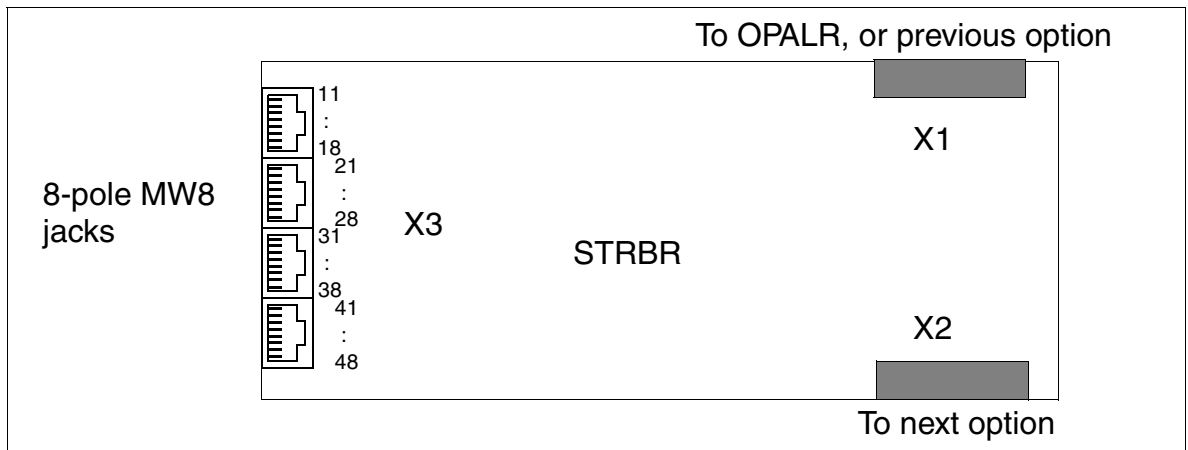 To OPALR, or previous option
11
:
18
X1
21
:
28
8-pole MW8
jacks
X3
31
:
38
STRBR
41
:
48
X2
To next option